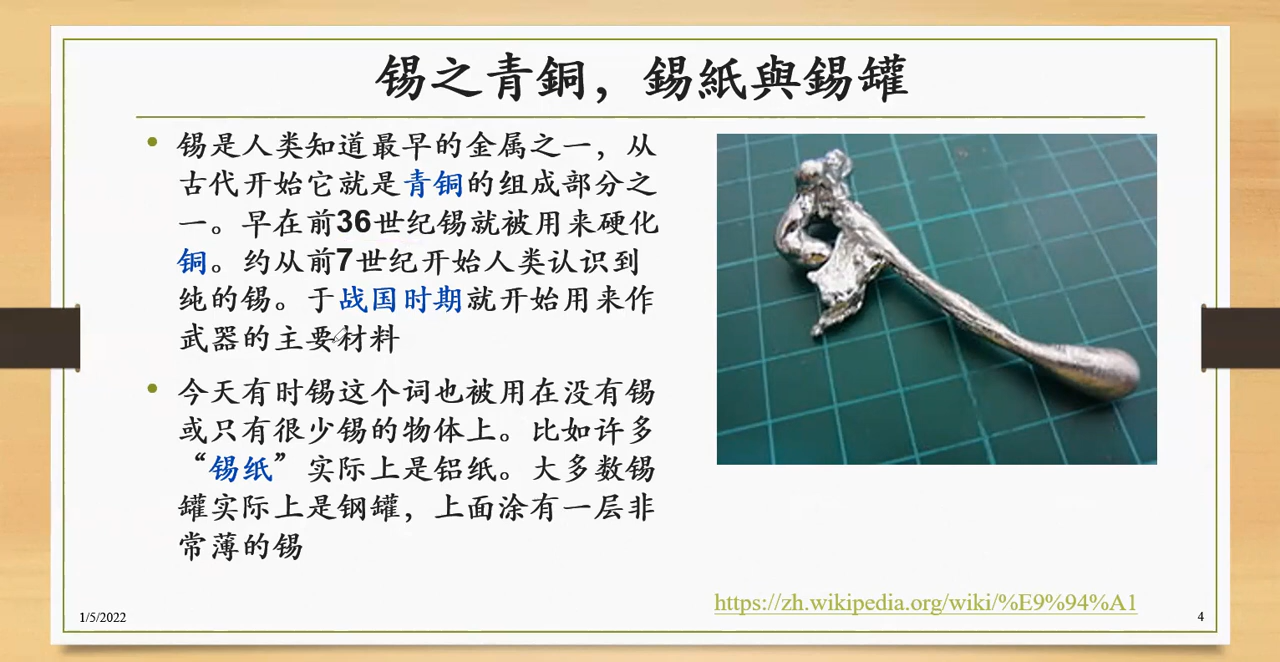 锡之青銅，錫紙與錫罐
• 锡是人类知道最早的金属之一，从
古代开始它就是青铜的组成部分之
一。早在前36世纪锡就被用来硬化
铜。约从前7世纪开始人类认识到
纯的锡。于战国时期就开始用来作
武器的主要材料
• 今天有时锡这个词也被用在没有锡
或只有很少锡的物体上。比如许多
“锡纸”实际上是铝纸。大多数锡
罐实际上是钢罐，上面涂有一层非
常薄的锡
https://zh.wikipedia.org/wiki/%E9%94%A1
1/5/2022
4